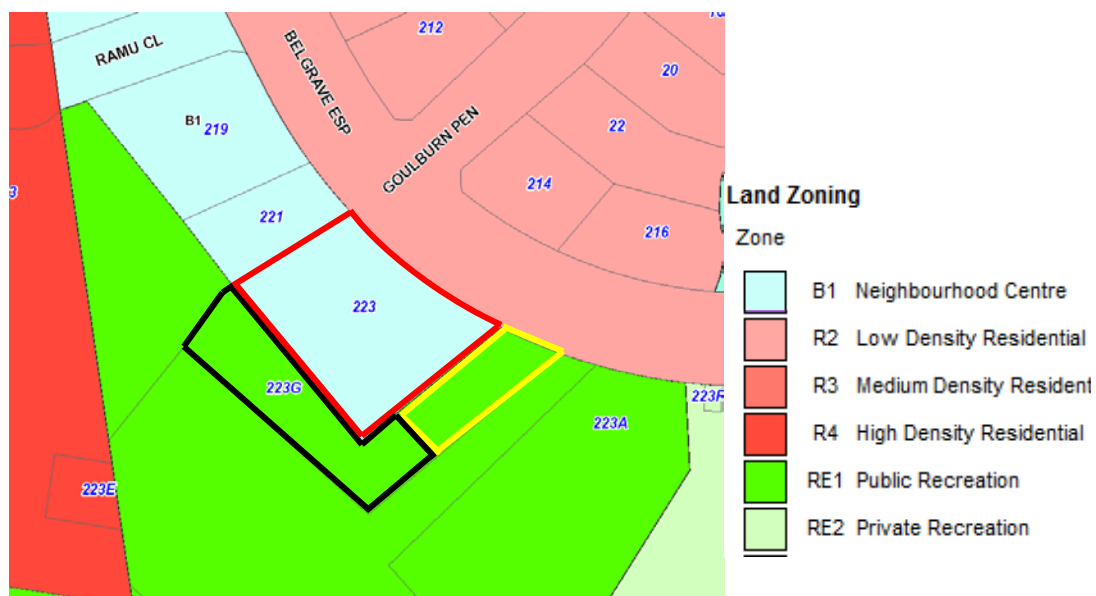 212
RAMU CL
BELGRAVE ESP
20
B1 219
22
GOULBURN PEN
214
221
216
3
223
223G
223A
223E
Land Zoning
Zone
B1 Neighbourhood Centre
R2 Low Density Residential
R3 Medium Density Resident
R4 High Density Residential
RE1 Public Recreation
RE2 Private Recreation